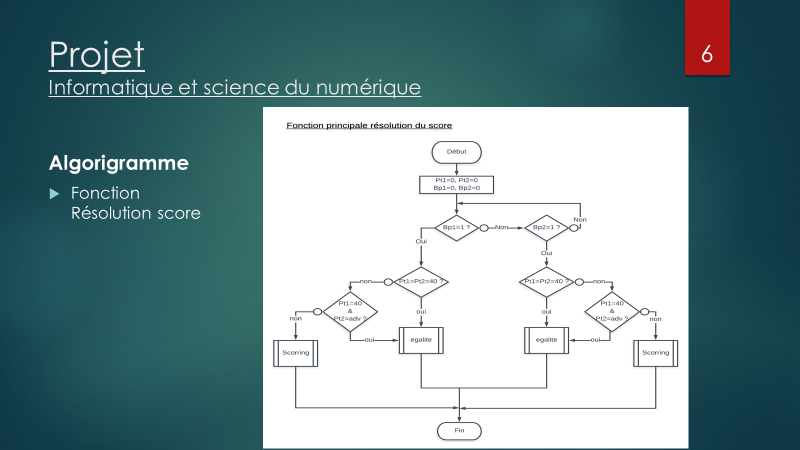 Projet
Informatique et science du numérique
6
Algorigramme
Fonction
Résolution score
Fonction principale résolution du score
Début
Pt1=0, Pt2=0
Bp1=0, Bp2=0
Bp1=1 ?
Non
Bp2=1 ?
Non
Oui
Oui
non
Pt1=Pt2=40 ?
Pt1=Pt2=40 ?
non
Pt1=40
&
Pt2=adv ?
Pt1=40
&
Pt2=adv ?
non
oui
oui
non
oui
egalite
egalite
oui
Scorring
Scorring
Fin